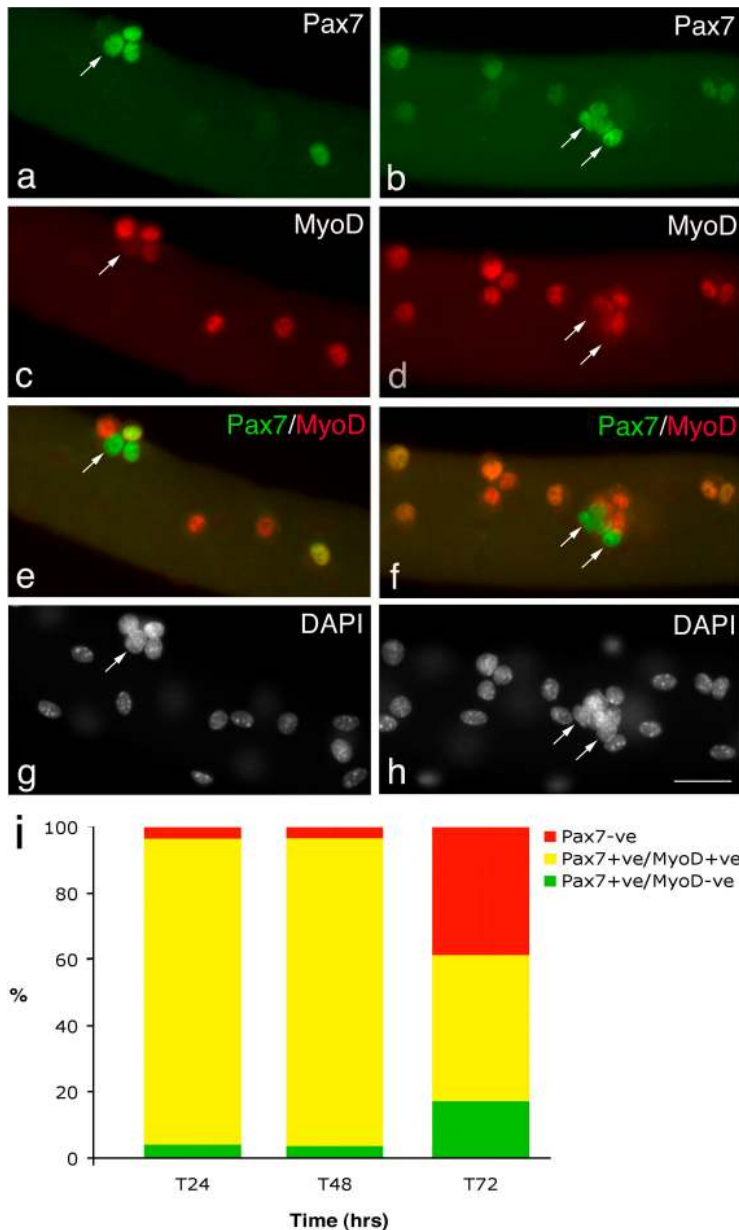 Pax7
a
Pax7
b
MyoD
c
MyoD
d
Pax7/MyoD
e
Pax7/MyoD
f
DAPI
g
DAPI
h
i
100
80
60
40
20
0
%
T24
T48
T72
Time (hrs)
Pax7-ve
Pax7+ve/MyoD+ve
Pax7+ve/MyoD-ve